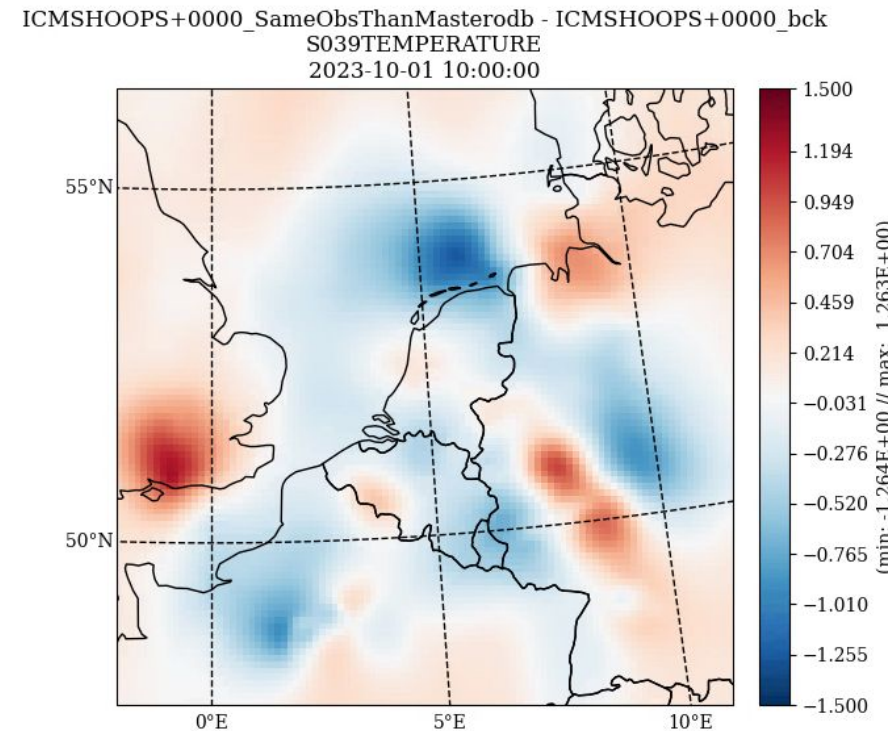 ICMSHOOPS+0000_SameObsThanMasterodb - ICMSHOOPS+0000_bck
S039TEMPERATURE
2023-10-01 10:00:00
55°N
50°N
0°E
5°E
10°E
1.500
1.194
0.949
0.704
0.459
0.214
−0.031
−0.276
−0.520
−0.765
−1.010
−1.255
−1.500
(min: -1.264E+00 // max: 1.263E+00)